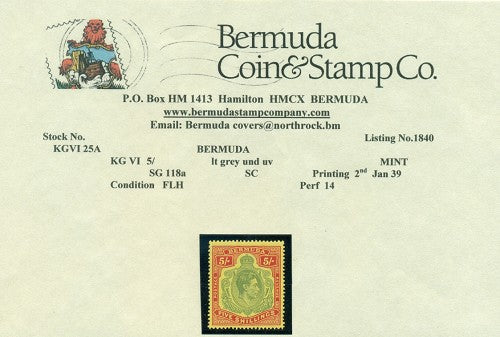 Bermuda
Coin&Stamp Co.
P.O. Box HM 1413 Hamilton HMCX BERMUDA
www.bermudastampcompany.com
Email: Bermuda covers@northrock.bm
Stock No. Listing No.1840
KGVI 25A BERMUDA
KG VI 5/ lt grey und uv MINT
SG 118a SC Printing 2nd Jan 39
Condition FLH Perf 14
BERMUDA
5/- 5/-
POSTAGE REVENUE
FIVE SHILLINGS